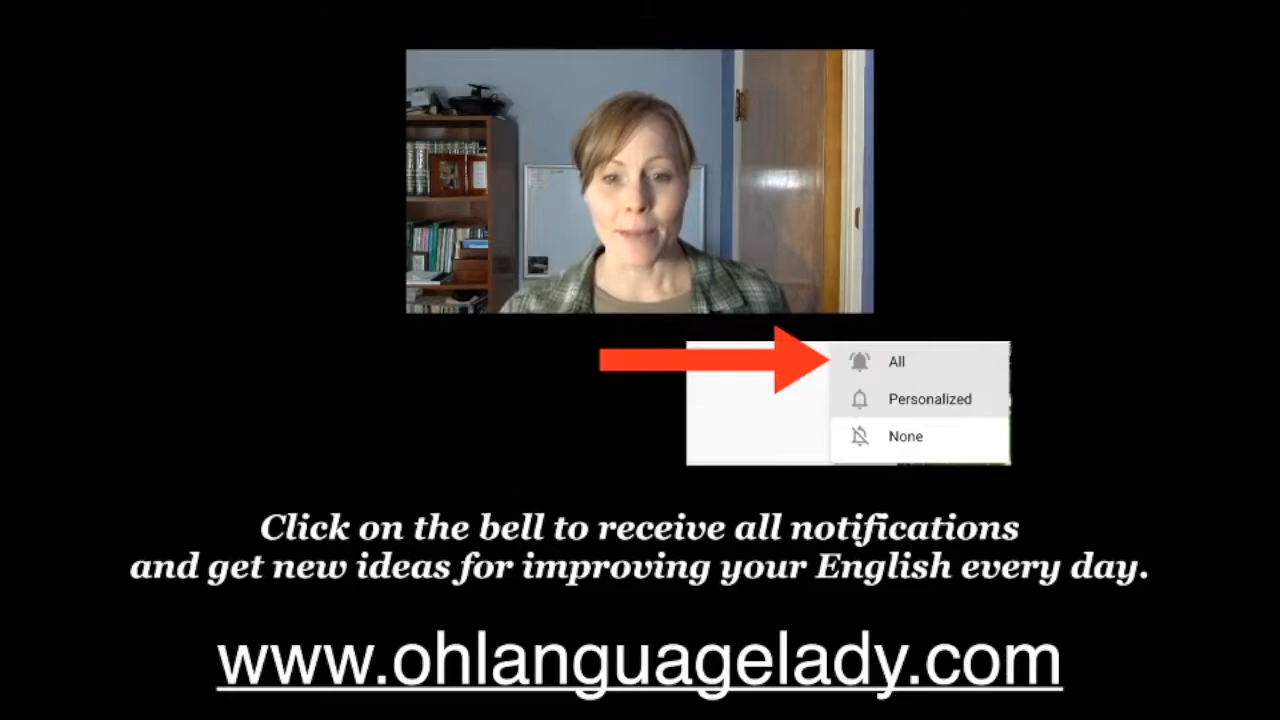 All
Personalized
None
Click on the bell to receive all notifications
and get new ideas for improving your English every day.
www.ohlanguagelady.com